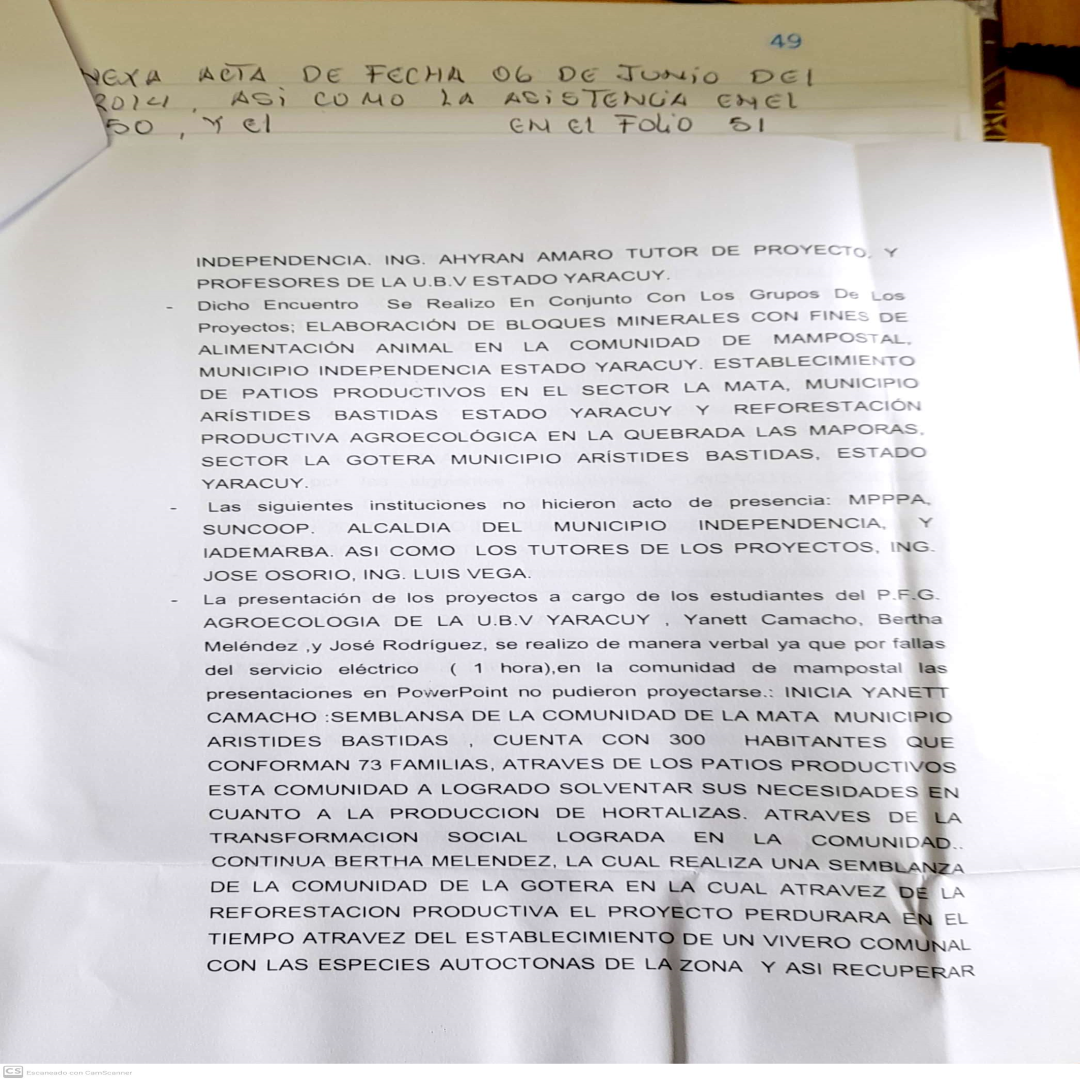 49
ACTA DE FECHA 06 DE JUNIO DEl
2014, ASi COMO LA ASiSTENCiA EN El
50, Y El EN El FOLiO 51
INDEPENDENCIA. ING. AHYRAN AMARO TUTOR DE PROYECTO, Y
PROFESORES DE LA U.B.V ESTADO YARACUY.
- Dicho Encuentro Se Realizo En Conjunto Con Los Grupos De Los
Proyectos; ELABORACIÓN DE BLOQUES MINERALES CON FINES DE
ALIMENTACIÓN ANIMAL EN LA COMUNIDAD DE MAMPOSTAL,
MUNICIPIO INDEPENDENCIA ESTADO YARACUY. ESTABLECIMIENTO
DE PATIOS PRODUCTIVOS EN EL SECTOR LA MATA, MUNICIPIO
ARÍSTIDES BASTIDAS ESTADO YARACUY Y REFORESTACIÓN
PRODUCTIVA AGROECOLÓGICA EN LA QUEBRADA LAS MAPORAS,
SECTOR LA GOTERA MUNICIPIO ARÍSTIDES BASTIDAS, ESTADO
YARACUY.
- Las siguientes instituciones no hicieron acto de presencia: MPPPA,
SUNCOOP. ALCALDIA DEL MUNICIPIO INDEPENDENCIA, Y
IADEMARBA. ASI COMO LOS TUTORES DE LOS PROYECTOS, ING.
JOSE OSORIO, ING. LUIS VEGA.
- La presentación de los proyectos a cargo de los estudiantes del P.F.G.
AGROECOLOGIA DE LA U.B.V YARACUY , Yanett Camacho, Bertha
Meléndez ,y José Rodríguez, se realizo de manera verbal ya que por fallas
del servicio eléctrico ( 1 hora),en la comunidad de mampostal las
presentaciones en PowerPoint no pudieron proyectarse.: INICIA YANETT
CAMACHO :SEMBLANSA DE LA COMUNIDAD DE LA MATA MUNICIPIO
ARISTIDES BASTIDAS , CUENTA CON 300 HABITANTES QUE
CONFORMAN 73 FAMILIAS, ATRAVES DE LOS PATIOS PRODUCTIVOS
ESTA COMUNIDAD A LOGRADO SOLVENTAR SUS NECESIDADES EN
CUANTO A LA PRODUCCION DE HORTALIZAS. ATRAVES DE LA
TRANSFORMACION SOCIAL LOGRADA EN LA COMUNIDAD..
CONTINUA BERTHA MELENDEZ, LA CUAL REALIZA UNA SEMBLANZA
DE LA COMUNIDAD DE LA GOTERA EN LA CUAL ATRAVEZ DE LA
REFORESTACION PRODUCTIVA EL PROYECTO PERDURARA EN EL
TIEMPO ATRAVEZ DEL ESTABLECIMIENTO DE UN VIVERO COMUNAL
CON LAS ESPECIES AUTOCTONAS DE LA ZONA Y ASI RECUPERAR
CS Escaneado con CamScanner